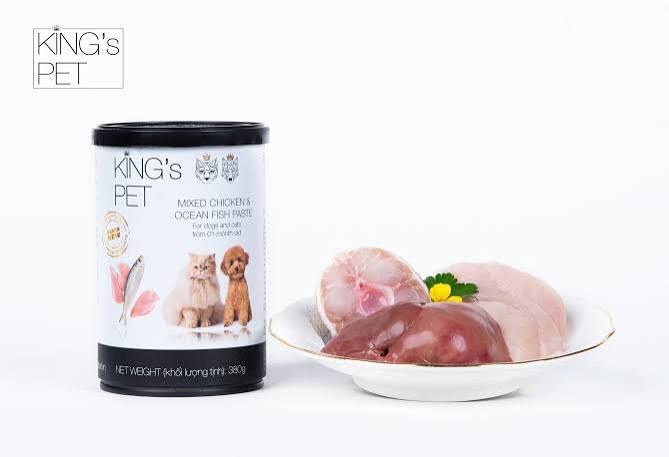 KING's
PET
KING's
PET
MIXED CHICKEN &
OCEAN FISH PASTE
For dogs and cats
from 01 month old
NET WEIGHT (khối lượng tịnh): 380g